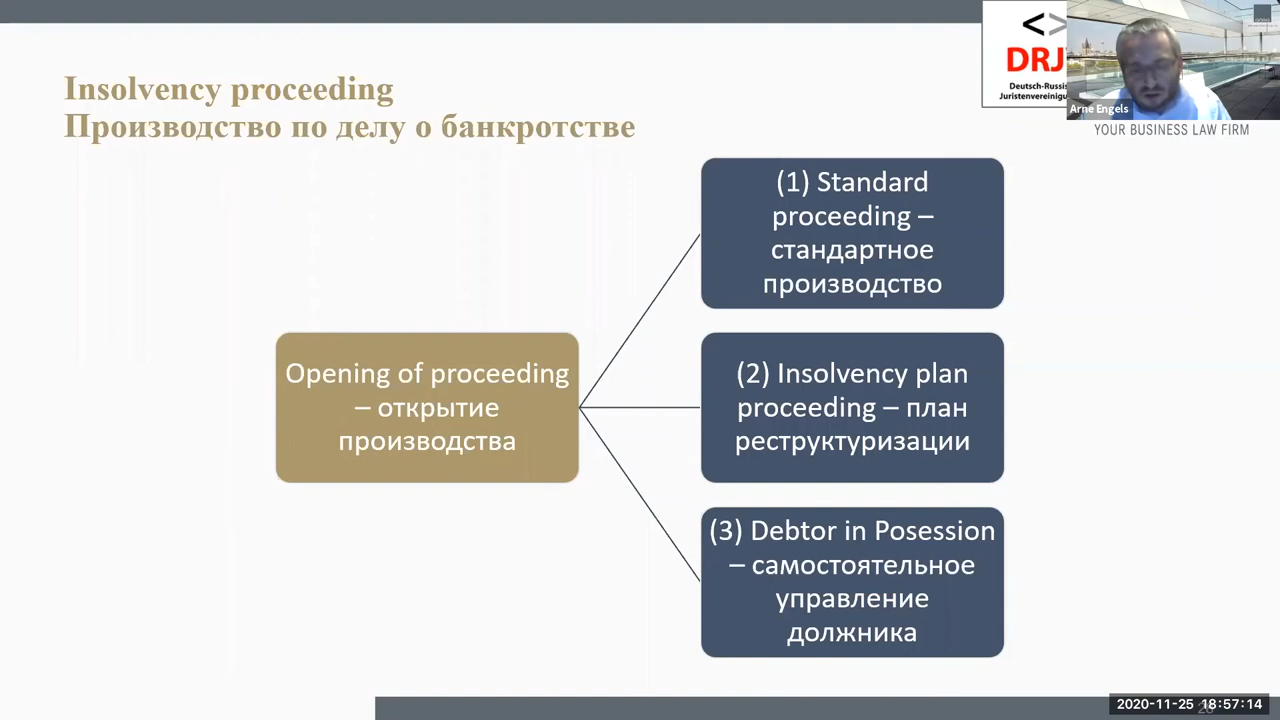 Insolvency proceeding
Производство по делу о банкротстве
DRJ
Deutsch-Russis
Juristenvereinigu
Arne Engels
YOUR BUSINESS LAW FIRM
(1) Standard
proceeding –
стандартное
производство
Opening of proceeding
– открытие
производства
(2) Insolvency plan
proceeding – план
реструктуризации
(3) Debtor in Posession
– самостоятельное
управление
должника
2020-11-25 18:57:14